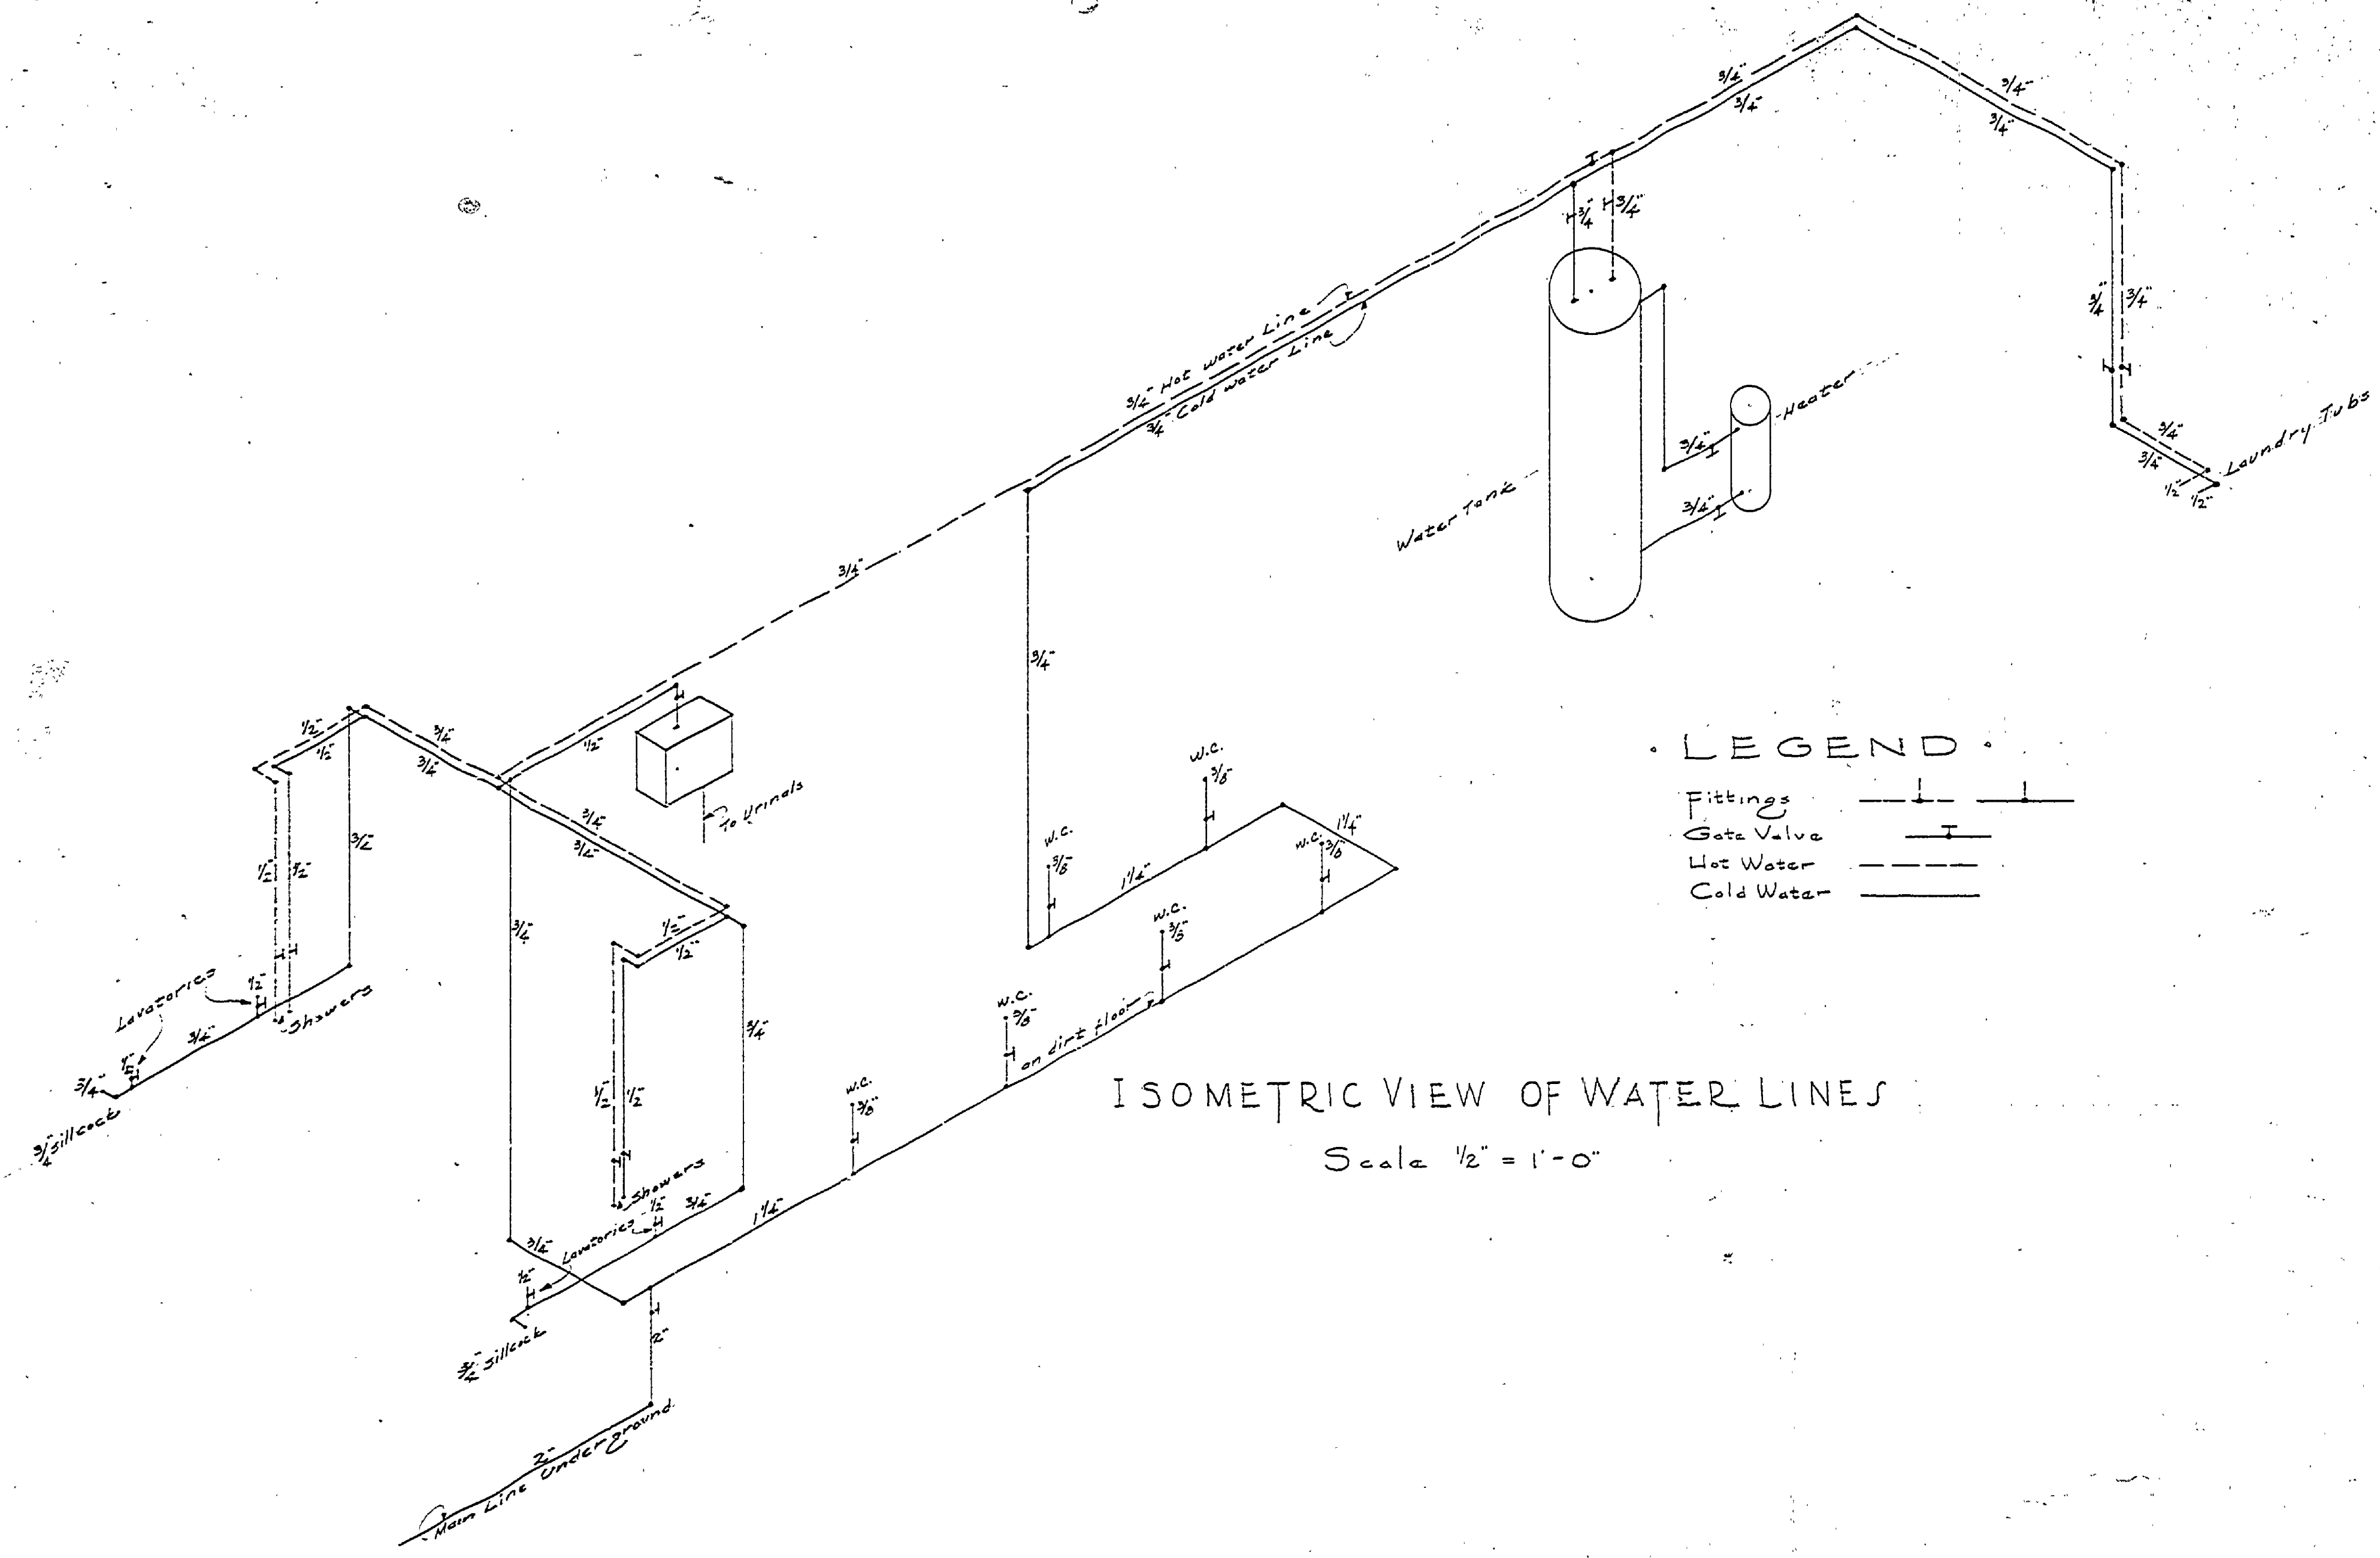 3/4"
3/4"
3/4"
3/4"
3/4"
3/4"
3/4" Hot water Line
3/4" Cold water Line
3/4"
3/4"
Heater
3/4"
3/4"
Water Tank
3/4"
3/4"
Laundry Tubs
1/2"
1/2"
3/4"
3/4"
1/2"
1/2"
3/4"
3/4"
1/2"
To Urinals
3/4"
3/4"
3/4"
1/2"
1/2"
3/4"
1/2"
1/2"
3/4"
W.C.
3/8"
W.C.
3/8"
1 1/4"
1 1/4"
W.C.
3/8"
W.C.
3/8"
W.C.
3/8"
on dirt floor
W.C.
3/8"
· LEGEND ·
Fittings
Gate Valve
Hot Water
Cold Water
Lavatories
1/2"
Showers
3/4"
1/2"
3/4"
3/4" Sillcock
1/2"
1/2"
Showers
1/2"
3/4"
Lavatories
3/4"
1/2"
3/4" Sillcock
1 1/4"
2"
2"
Main Line Underground
ISOMETRIC VIEW OF WATER LINES
Scale 1/2" = 1'-0"